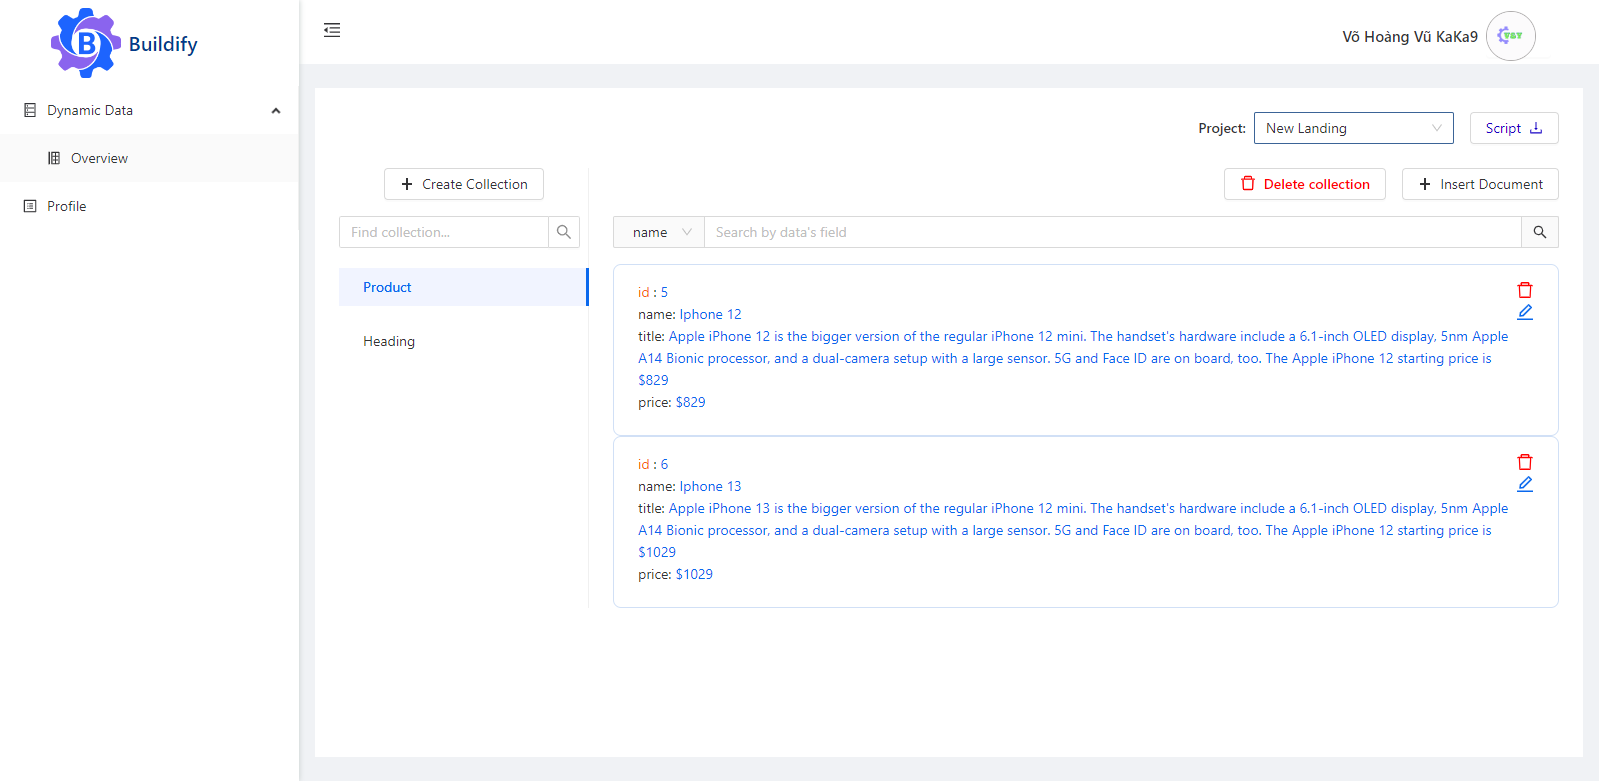 B Buildify
Võ Hoàng Vũ KaKa9
Dynamic Data
Overview
Profile
Project: New Landing
Script
Create Collection
Delete collection
Insert Document
Find collection...
name
Search by data's field
Product
Heading
id : 5
name: Iphone 12
title: Apple iPhone 12 is the bigger version of the regular iPhone 12 mini. The handset's hardware include a 6.1-inch OLED display, 5nm Apple
A14 Bionic processor, and a dual-camera setup with a large sensor. 5G and Face ID are on board, too. The Apple iPhone 12 starting price is
$829
price: $829
id : 6
name: Iphone 13
title: Apple iPhone 13 is the bigger version of the regular iPhone 12 mini. The handset's hardware include a 6.1-inch OLED display, 5nm Apple
A14 Bionic processor, and a dual-camera setup with a large sensor. 5G and Face ID are on board, too. The Apple iPhone 12 starting price is
$1029
price: $1029